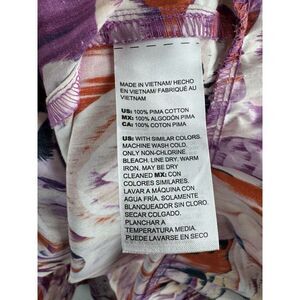 MADE IN VIETNAM/ HECHO
EN VIETNAM/ FABRIQUÉ AU
VIETNAM
US: 100% PIMA COTTON
MX: 100% ALGODÓN PIMA
CA: 100% COTON PIMA
US: WITH SIMILAR COLORS.
MACHINE WASH COLD.
ONLY NON-CHLORINE
BLEACH. LINE DRY. WARM
IRON. MAY BE DRY
CLEANED MX: CON
COLORES SIMILARES.
LAVAR A MÁQUINA CON
AGUA FRÍA. SOLAMENTE
BLANQUEADOR SIN CLORO.
SECAR COLGADO.
PLANCHAR A
TEMPERATURA MEDIA.
PUEDE LAVARSE EN SECO